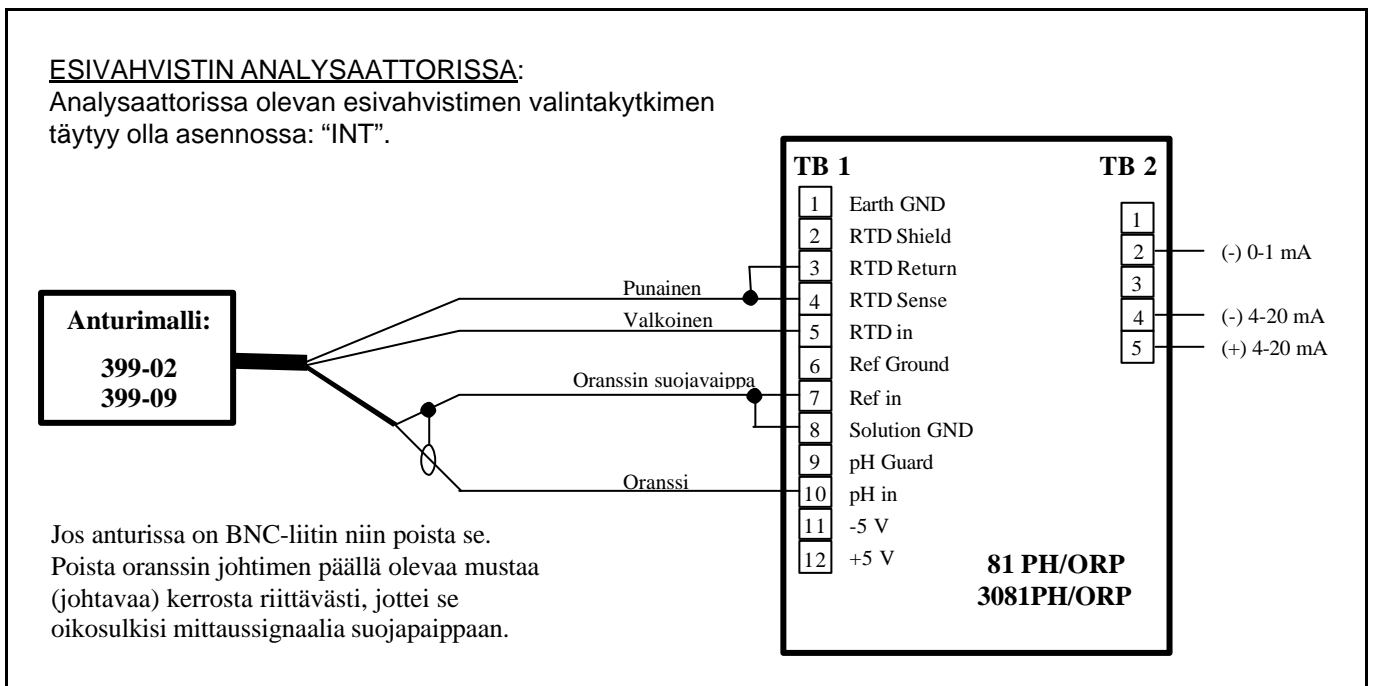 ESIVAHVISTIN ANALYSAATTORISSA:
Analysaattorissa olevan esivahvistimen valintakytkimen
täytyy olla asennossa: “INT”.
Anturimalli:
399-02
399-09
Punainen
Valkoinen
Oranssin suojavaippa
Oranssi
TB 1
1 Earth GND
2 RTD Shield
3 RTD Return
4 RTD Sense
5 RTD in
6 Ref Ground
7 Ref in
8 Solution GND
9 pH Guard
10 pH in
11 -5 V
12 +5 V
TB 2
1
2 (-) 0-1 mA
3
4 (-) 4-20 mA
5 (+) 4-20 mA
81 PH/ORP
3081PH/ORP
Jos anturissa on BNC-liitin niin poista se.
Poista oranssin johtimen päällä olevaa mustaa
(johtavaa) kerrosta riittävästi, jottei se
oikosulkisi mittaussignaalia suojapaippaan.